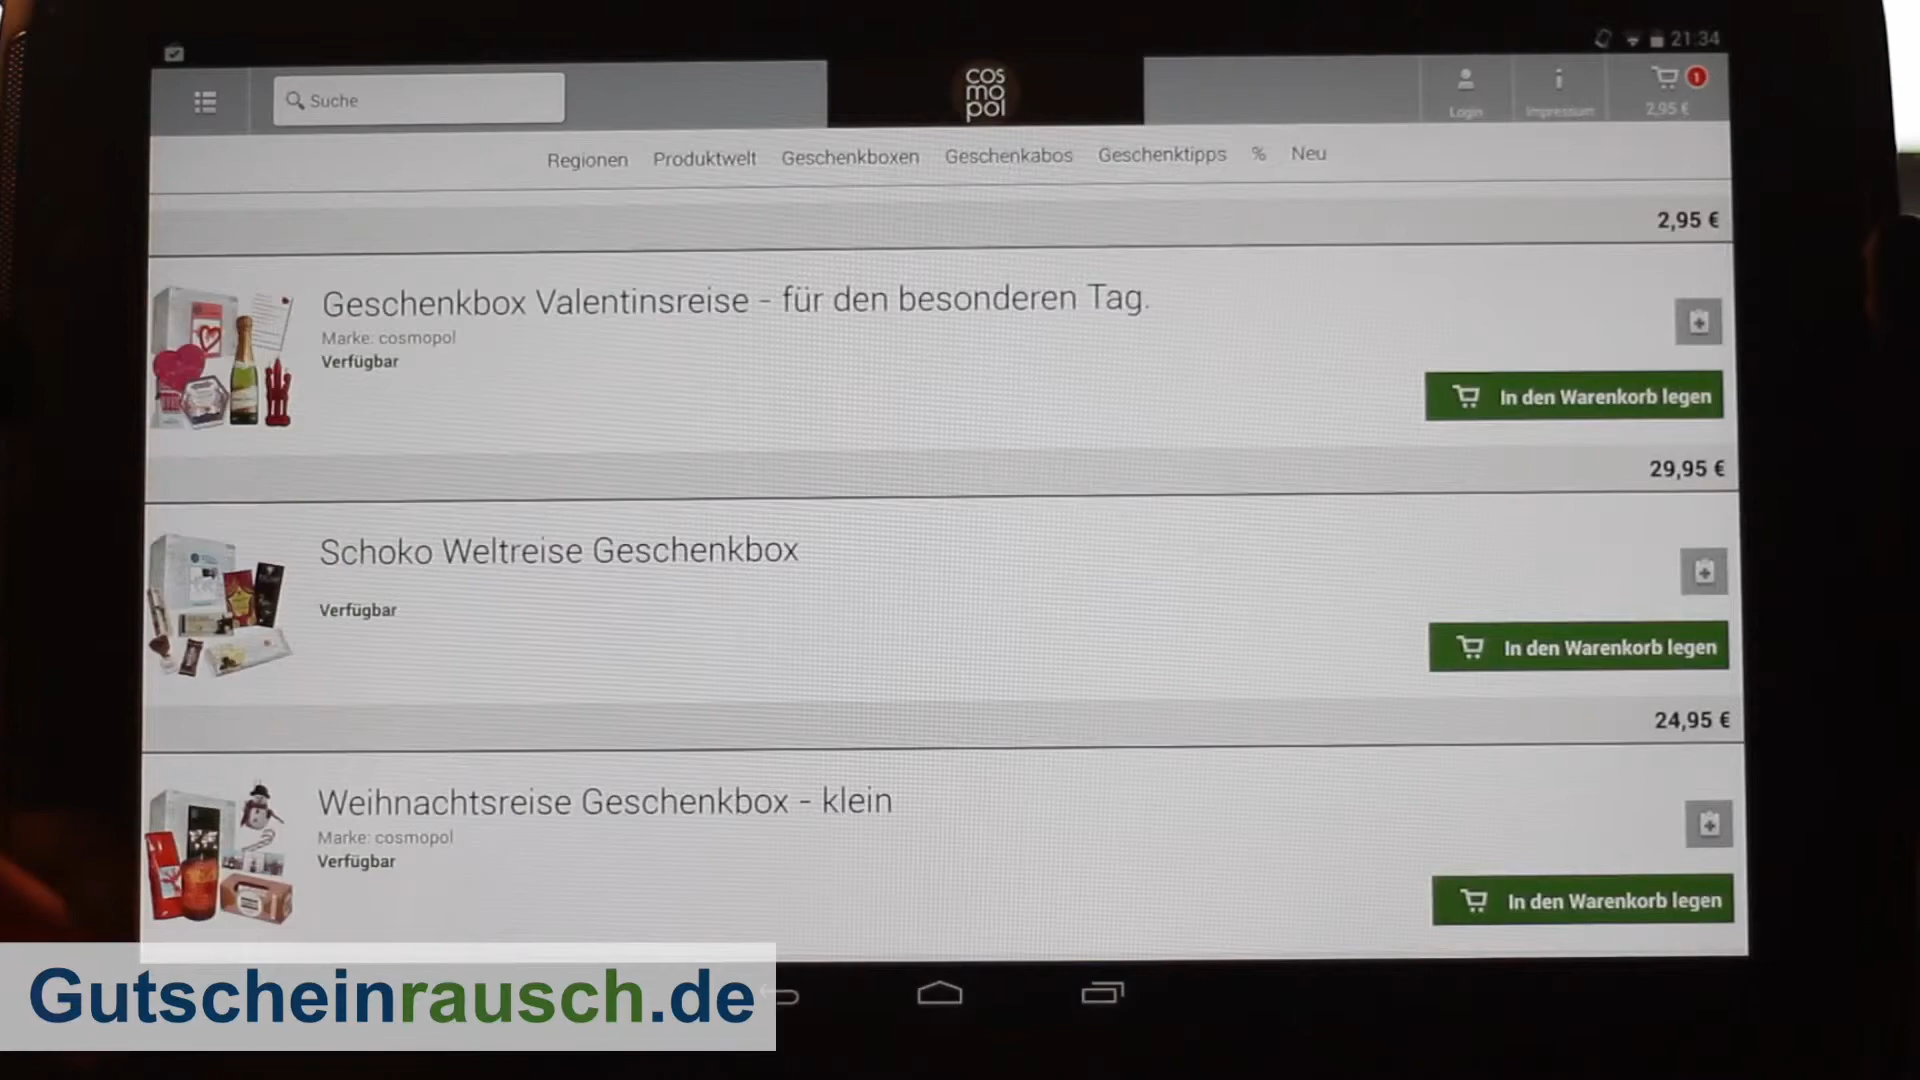 21:34
Suche
cos
mo
pol
Login
Impressum
1
2,95 €
Regionen Produktwelt Geschenkboxen Geschenkabos Geschenktipps % Neu
2,95 €
Geschenkbox Valentinsreise - für den besonderen Tag.
Marke: cosmopol
Verfügbar
In den Warenkorb legen
29,95 €
Schoko Weltreise Geschenkbox
Verfügbar
In den Warenkorb legen
24,95 €
Weihnachtsreise Geschenkbox - klein
Marke: cosmopol
Verfügbar
In den Warenkorb legen
Gutscheinrausch.de